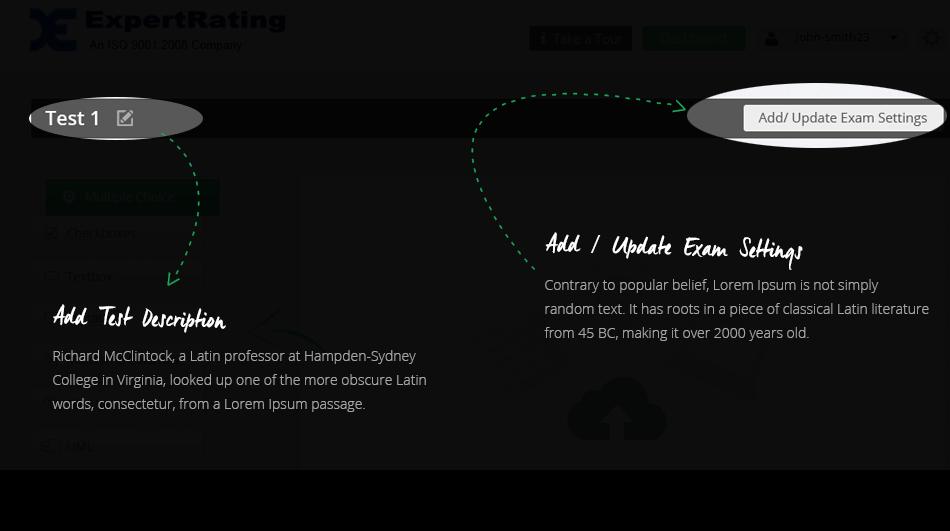 ExpertRating
An ISO 9001:2008 Company
Take a Tour
Dashboard
john-smith23
Test 1
Add/ Update Exam Settings
Multiple Choice
Checkboxes
Textbox
Add / Update Exam Settings
Contrary to popular belief, Lorem Ipsum is not simply
random text. It has roots in a piece of classical Latin literature
from 45 BC, making it over 2000 years old.
Add Test Description
Richard McClintock, a Latin professor at Hampden-Sydney
College in Virginia, looked up one of the more obscure Latin
words, consectetur, from a Lorem Ipsum passage.